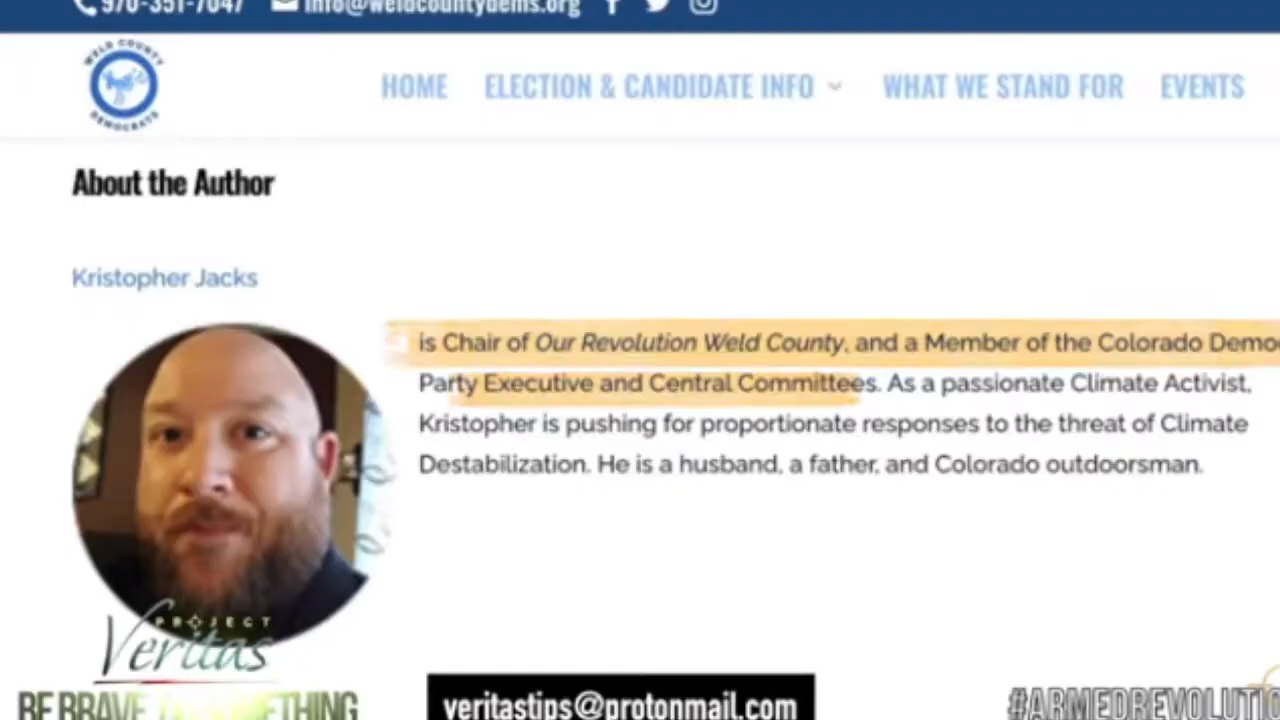 970-351-7047 info@weldcountydems.org
WELD COUNTY
DEMOCRATS
HOME ELECTION & CANDIDATE INFO WHAT WE STAND FOR EVENTS
About the Author
Kristopher Jacks
is Chair of Our Revolution Weld County, and a Member of the Colorado Demo
Party Executive and Central Committees. As a passionate Climate Activist,
Kristopher is pushing for proportionate responses to the threat of Climate
Destabilization. He is a husband, a father, and Colorado outdoorsman.
PROJECT
Veritas
BE BRAVE
veritastips@protonmail.com
#ARMEDREVOLUTIO